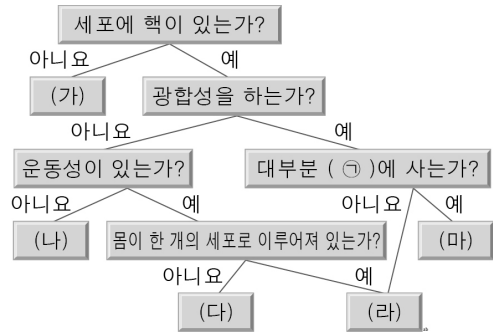 세포에 핵이 있는가?
아니요 예
(가) 광합성을 하는가?
아니요 예
운동성이 있는가? 대부분 ( ㉠ )에 사는가?
아니요 예 아니요 예
(나) 몸이 한 개의 세포로 이루어져 있는가? (마)
아니요 예
(다) (라)